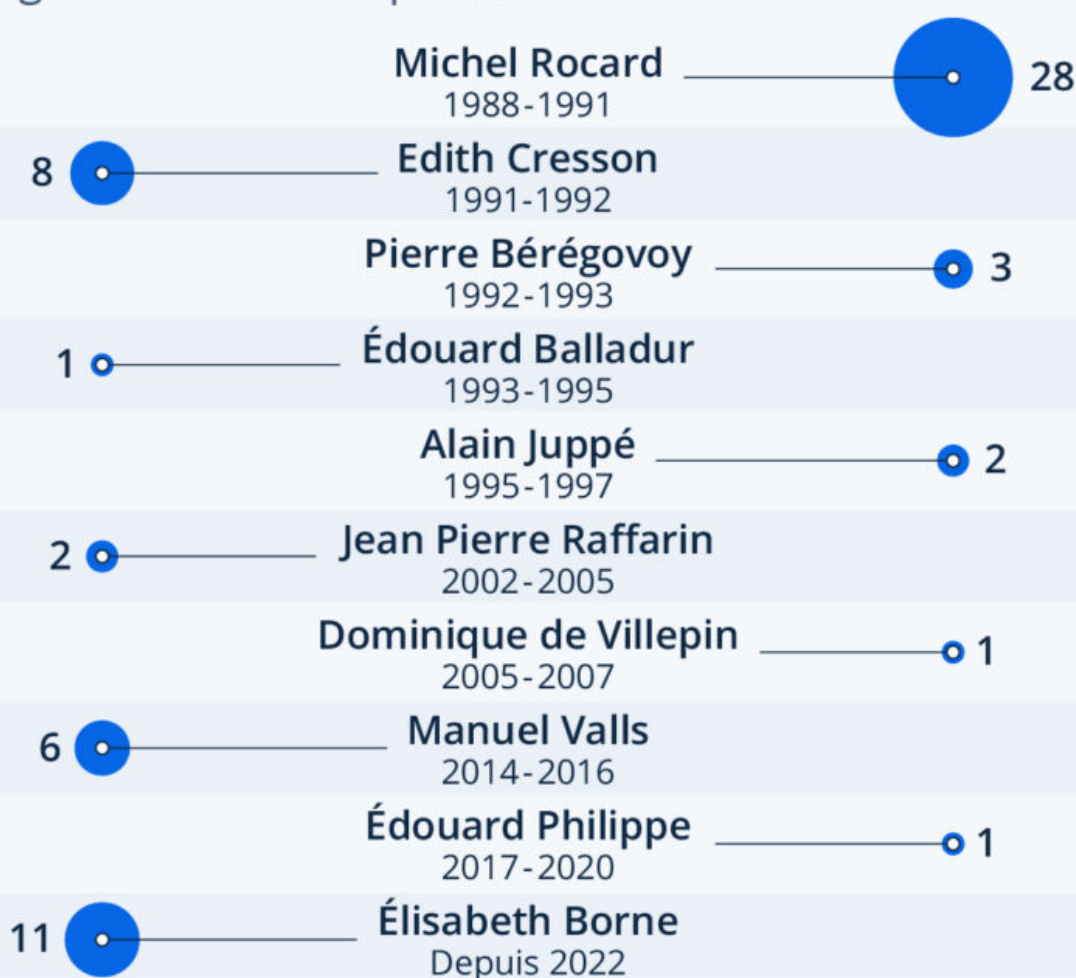 Michel Rocard
28
1988-1991
8
Edith Cresson
1991-1992
Pierre Bérégovoy
3
1992-1993
1
Édouard Balladur
1993-1995
Alain Juppé
2
1995-1997
2
Jean Pierre Raffarin
2002-2005
Dominique de Villepin
1
2005-2007
6
Manuel Valls
2014-2016
Édouard Philippe
1
2017-2020
11
Élisabeth Borne
Depuis 2022